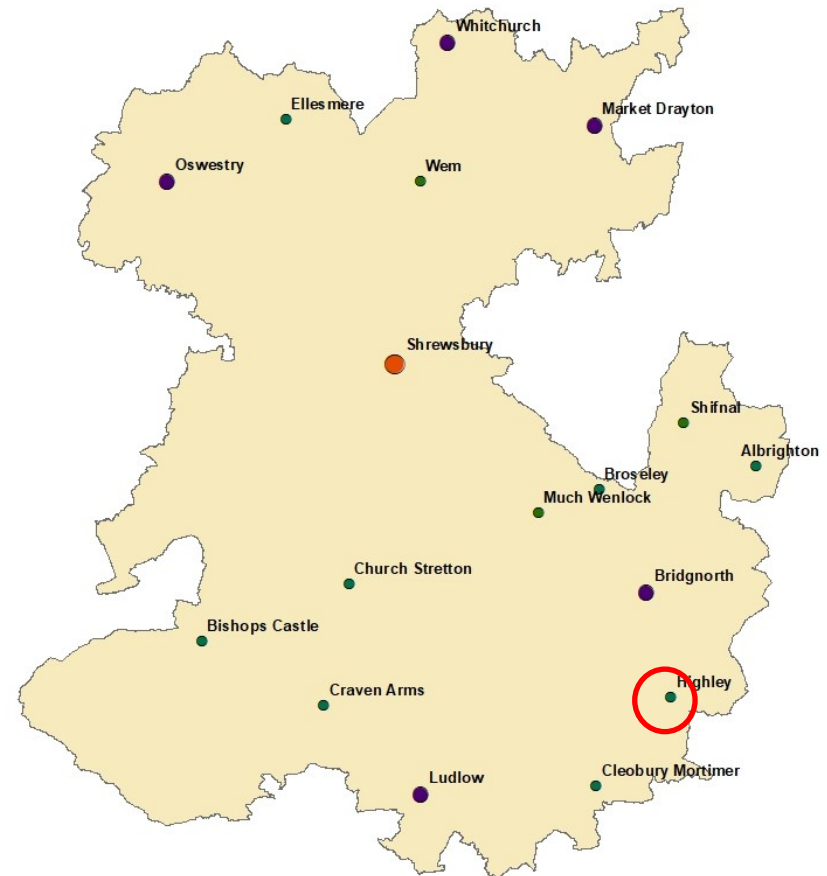 Whitchurch
Ellesmere
Market Drayton
Oswestry
Wem
Shrewsbury
Shifnal
Albrighton
Broseley
Much Wenlock
Church Stretton
Bridgnorth
Bishops Castle
Highley
Craven Arms
Cleobury Mortimer
Ludlow